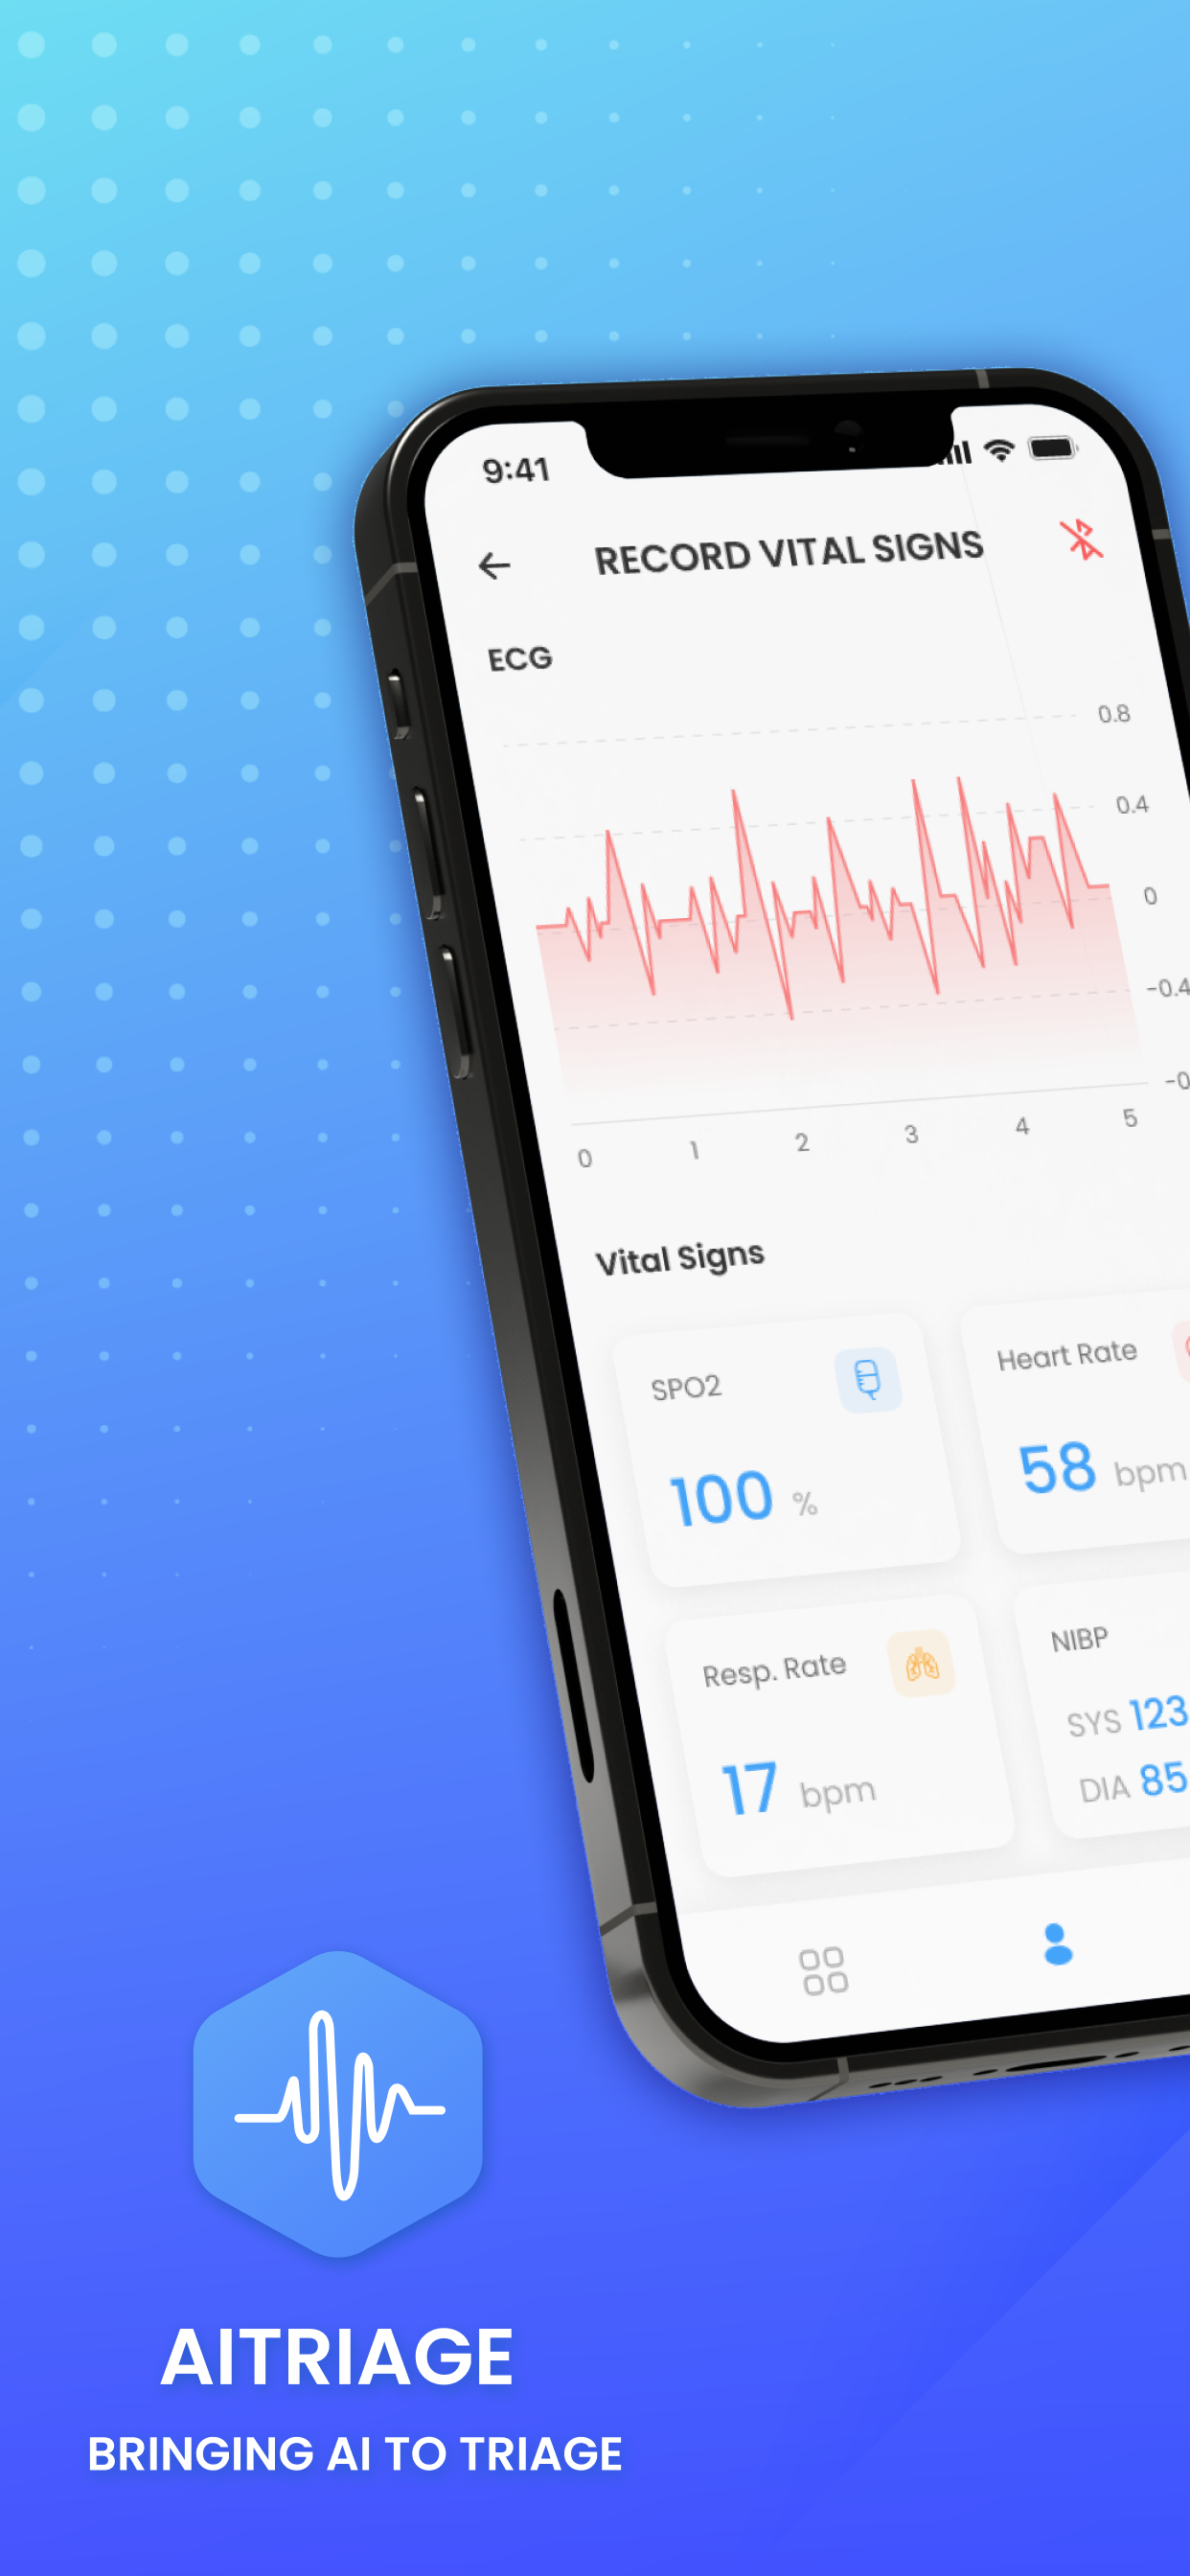 9:41
RECORD VITAL SIGNS
ECG
0.8
0.4
0
-0.4
-0
0 1 2 3 4 5
Vital Signs
SPO2
100 %
Heart Rate
58 bpm
Resp. Rate
17 bpm
NIBP
SYS 123
DIA 85
AITRIAGE
BRINGING AI TO TRIAGE